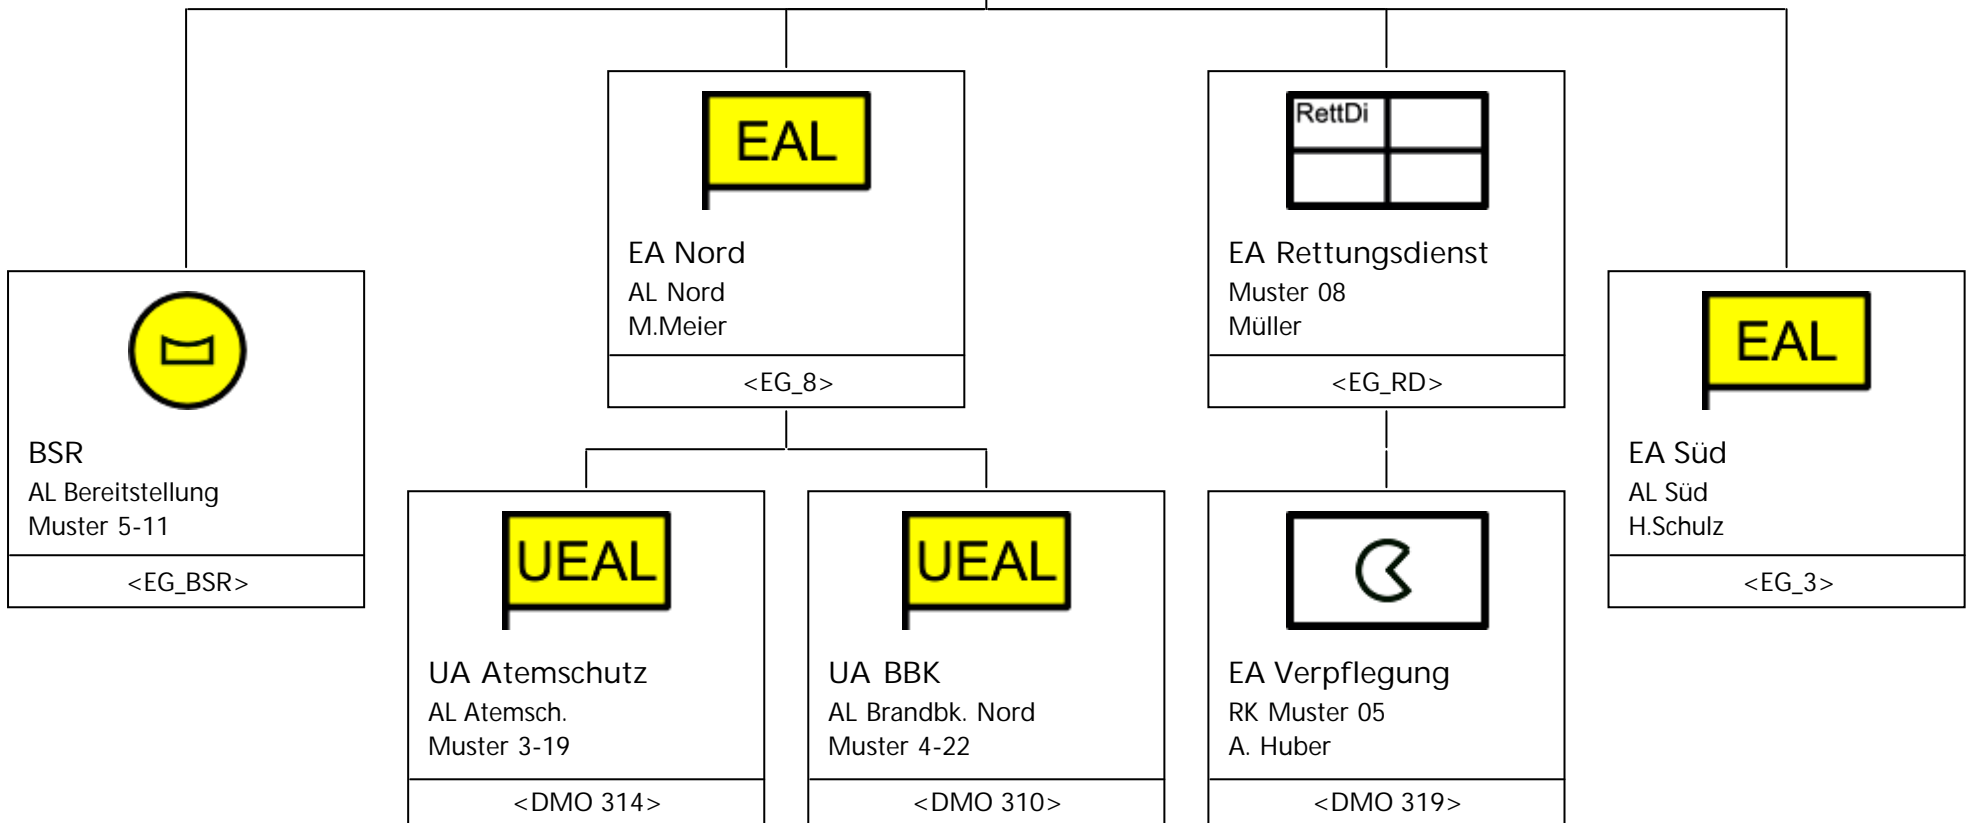 EAL
EA Nord
AL Nord
M.Meier
<EG_8>
RettDi
EA Rettungsdienst
Muster 08
Müller
<EG_RD>
BSR
AL Bereitstellung
Muster 5-11
<EG_BSR>
EAL
EA Süd
AL Süd
H.Schulz
<EG_3>
UEAL
UA Atemschutz
AL Atemsch.
Muster 3-19
<DMO 314>
UEAL
UA BBK
AL Brandbk. Nord
Muster 4-22
<DMO 310>
EA Verpflegung
RK Muster 05
A. Huber
<DMO 319>